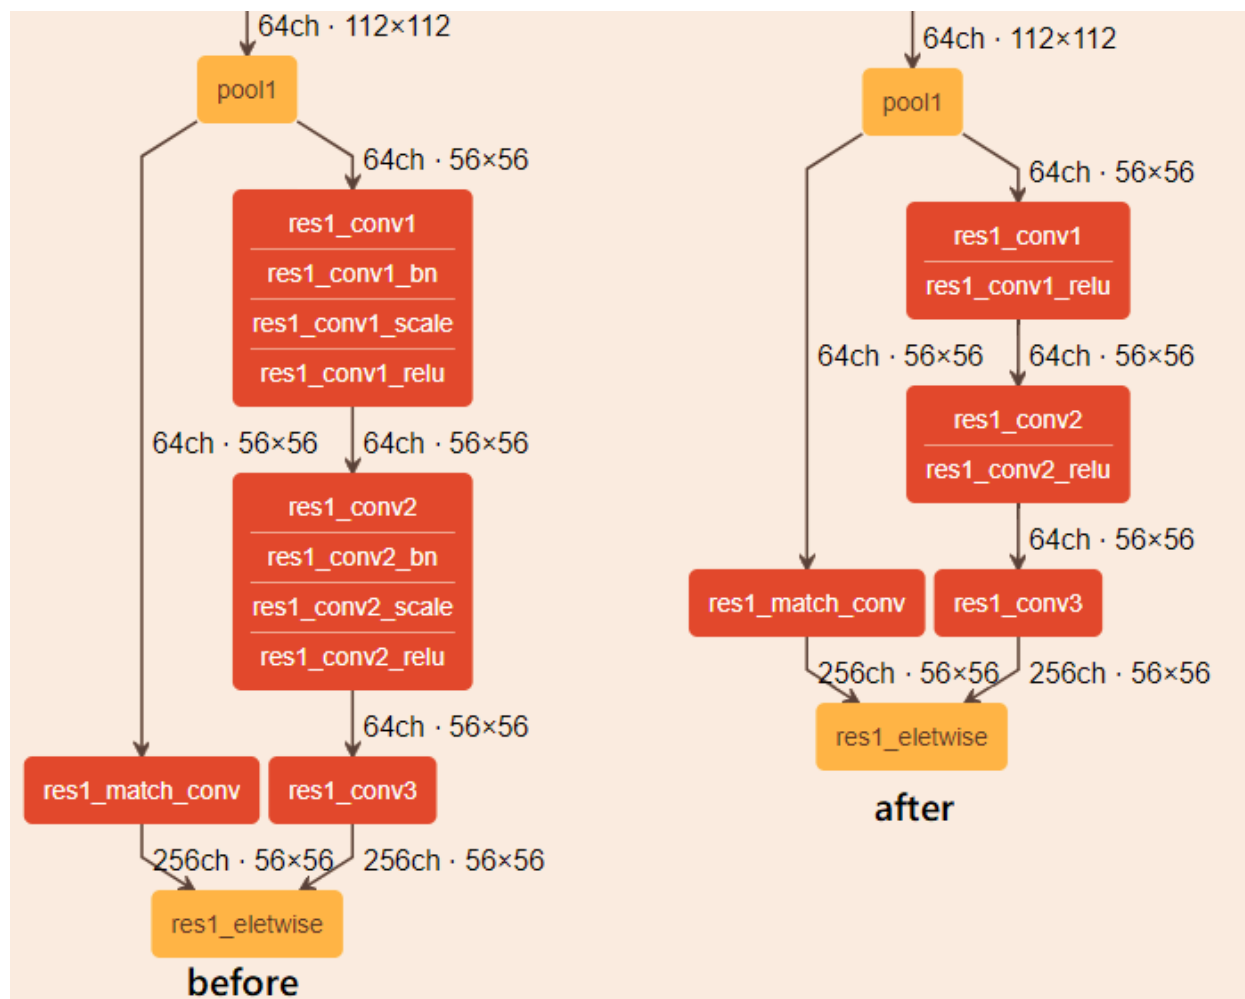 64ch · 112×112
pool1
64ch · 56×56
res1_conv1
res1_conv1_bn
res1_conv1_scale
res1_conv1_relu
64ch · 56×56
64ch · 56×56
res1_conv2
res1_conv2_bn
res1_conv2_scale
res1_conv2_relu
64ch · 56×56
res1_match_conv
res1_conv3
256ch · 56×56
256ch · 56×56
res1_eletwise
before
64ch · 112×112
pool1
64ch · 56×56
res1_conv1
res1_conv1_relu
64ch · 56×56
64ch · 56×56
res1_conv2
res1_conv2_relu
64ch · 56×56
res1_match_conv
res1_conv3
256ch · 56×56
256ch · 56×56
res1_eletwise
after